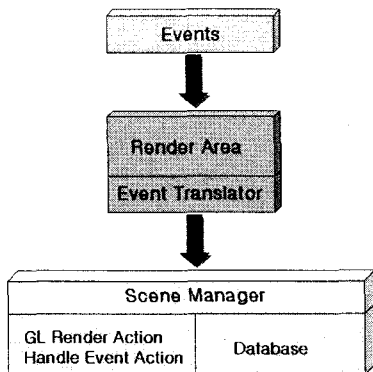 Events
Render Area
Event Translator
Scene Manager
GL Render Action
Handle Event Action
Database